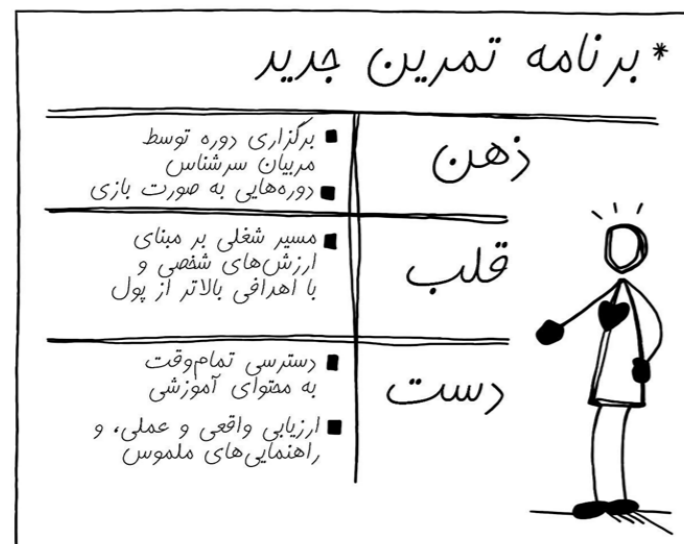 * برنامه تمرین جدید
ذهن
■ برگزاری دوره توسط
مربیان سرشناس
■ دوره‌هایی به صورت بازی
قلب
■ مسیر شغلی بر مبنای
ارزش‌های شخصی و
با اهدافی بالاتر از پول
دست
■ دسترسی تمام‌وقت
به محتوای آموزشی
■ ارزیابی واقعی و عملی، و
راهنمایی‌های ملموس